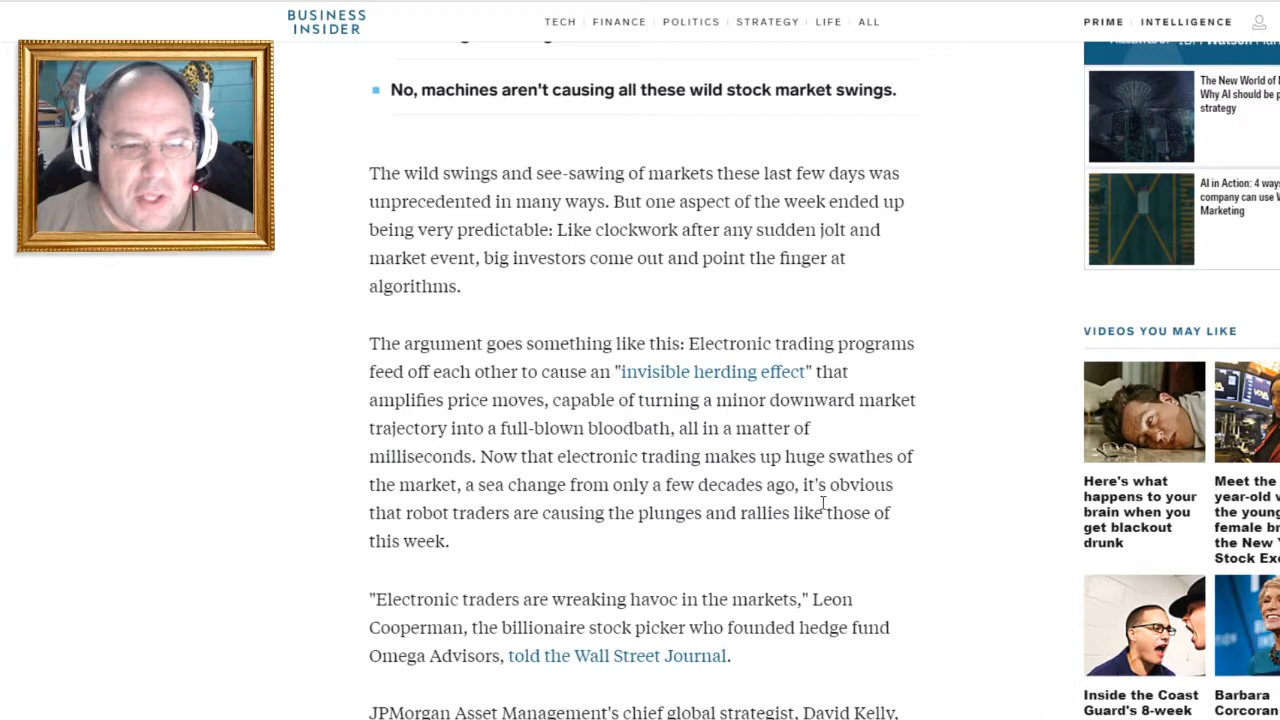 BUSINESS
INSIDER
TECH FINANCE POLITICS STRATEGY LIFE ALL
PRIME INTELLIGENCE
No, machines aren't causing all these wild stock market swings.
The wild swings and see-sawing of markets these last few days was
unprecedented in many ways. But one aspect of the week ended up
being very predictable: Like clockwork after any sudden jolt and
market event, big investors come out and point the finger at
algorithms.
The argument goes something like this: Electronic trading programs
feed off each other to cause an "invisible herding effect" that
amplifies price moves, capable of turning a minor downward market
trajectory into a full-blown bloodbath, all in a matter of
milliseconds. Now that electronic trading makes up huge swathes of
the market, a sea change from only a few decades ago, it's obvious
that robot traders are causing the plunges and rallies like those of
this week.
"Electronic traders are wreaking havoc in the markets," Leon
Cooperman, the billionaire stock picker who founded hedge fund
Omega Advisors, told the Wall Street Journal.
JPMorgan Asset Management's chief global strategist, David Kelly,
The New World of
Why AI should be p
strategy
AI in Action: 4 ways
company can use W
Marketing
VIDEOS YOU MAY LIKE
Here's what
happens to your
brain when you
get blackout
drunk
Meet the
year-old w
the young
female br
the New
Stock Exc
Inside the Coast
Guard's 8-week
Barbara
Corcoran